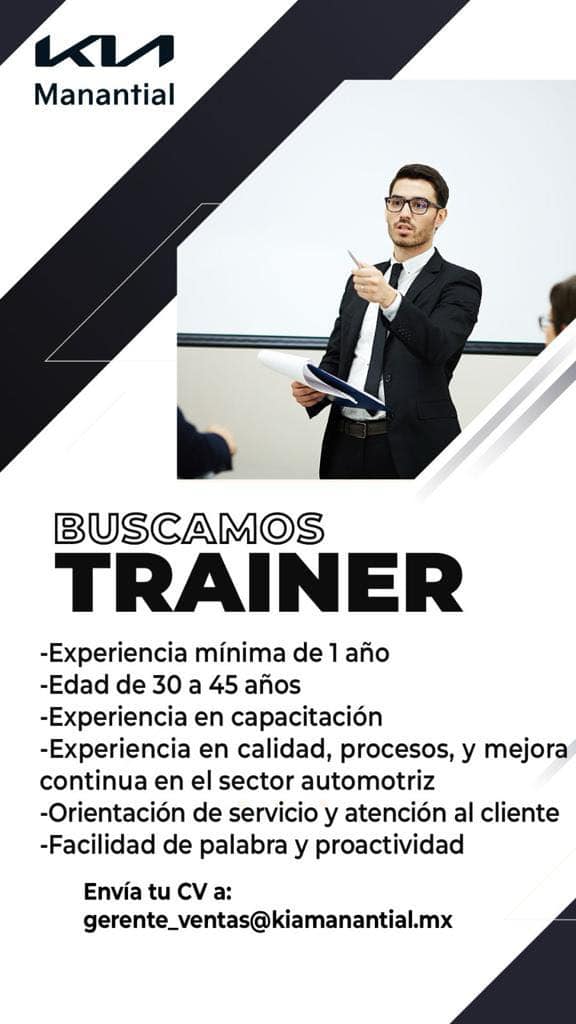 KIA
Manantial
BUSCAMOS
TRAINER
-Experiencia mínima de 1 año
-Edad de 30 a 45 años
-Experiencia en capacitación
-Experiencia en calidad, procesos, y mejora
continua en el sector automotriz
-Orientación de servicio y atención al cliente
-Facilidad de palabra y proactividad
Envía tu CV a:
gerente_ventas@kiamanantial.mx